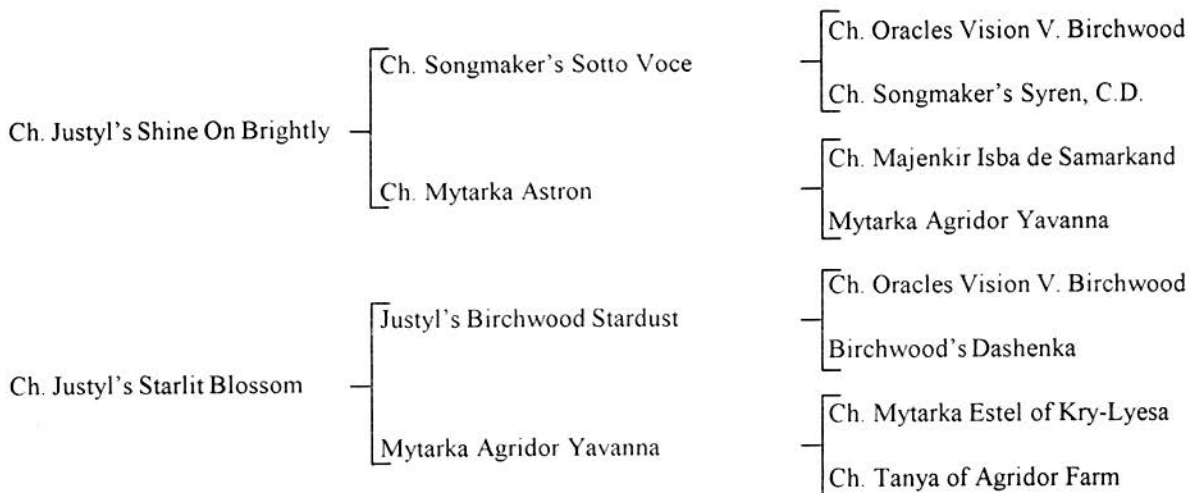 Ch. Oracles Vision V. Birchwood
Ch. Songmaker's Sotto Voce
Ch. Songmaker's Syren, C.D.
Ch. Justyl's Shine On Brightly
Ch. Majenkir Isba de Samarkand
Ch. Mytarka Astron
Mytarka Agridor Yavanna
Ch. Oracles Vision V. Birchwood
Justyl's Birchwood Stardust
Birchwood's Dashenka
Ch. Justyl's Starlit Blossom
Ch. Mytarka Estel of Kry-Lyesa
Mytarka Agridor Yavanna
Ch. Tanya of Agridor Farm